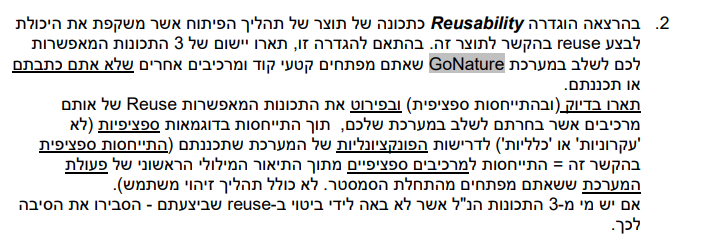 2. בהרצאה הוגדרה Reusability כתכונה של תוצר של תהליך הפיתוח אשר משקפת את היכולת
לבצע reuse בהקשר לתוצר זה. בהתאם להגדרה זו, תארו יישום של 3 התכונות המאפשרות
לכם לשלב במערכת GoNature שאתם מפתחים קטעי קוד ומרכיבים אחרים שלא אתם כתבתם
או תכננתם.
תארו בדיוק (ובהתייחסות ספציפית) ובפירוט את התכונות המאפשרות Reuse של אותם
מרכיבים אשר בחרתם לשלב במערכת שלכם, תוך התייחסות בדוגמאות ספציפיות (לא
'עקרוניות' או 'כלליות') לדרישות הפונקציונליות של המערכת שתכננתם (התייחסות ספציפית
בהקשר זה = התייחסות למרכיבים ספציפיים מתוך התיאור המילולי הראשוני של פעולת
המערכת ששאתם מפתחים מהתחלת הסמסטר. לא כולל תהליך זיהוי משתמש).
אם יש מי מ-3 התכונות הנ"ל אשר לא באה לידי ביטוי ב-reuse שביצעתם - הסבירו את הסיבה
לכך.